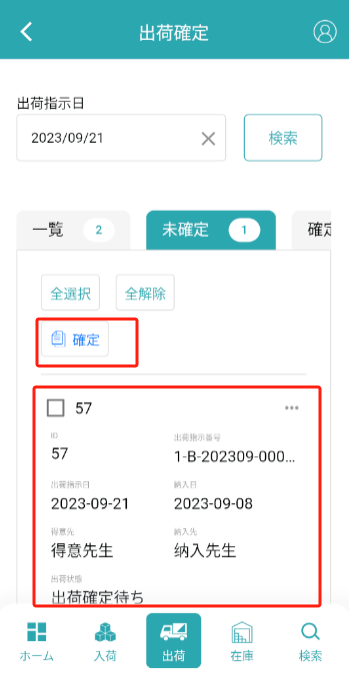 出荷確定
出荷指示日
2023/09/21
検索
一覧 2 未確定 1 確定
全選択 全解除
確定
57
ID 出荷指示番号
57 1-B-202309-000...
出荷指示日 納入日
2023-09-21 2023-09-08
得意先 納入先
得意先生 纳入先生
出荷状態
出荷確定待ち
ホーム 入荷 出荷 在庫 検索